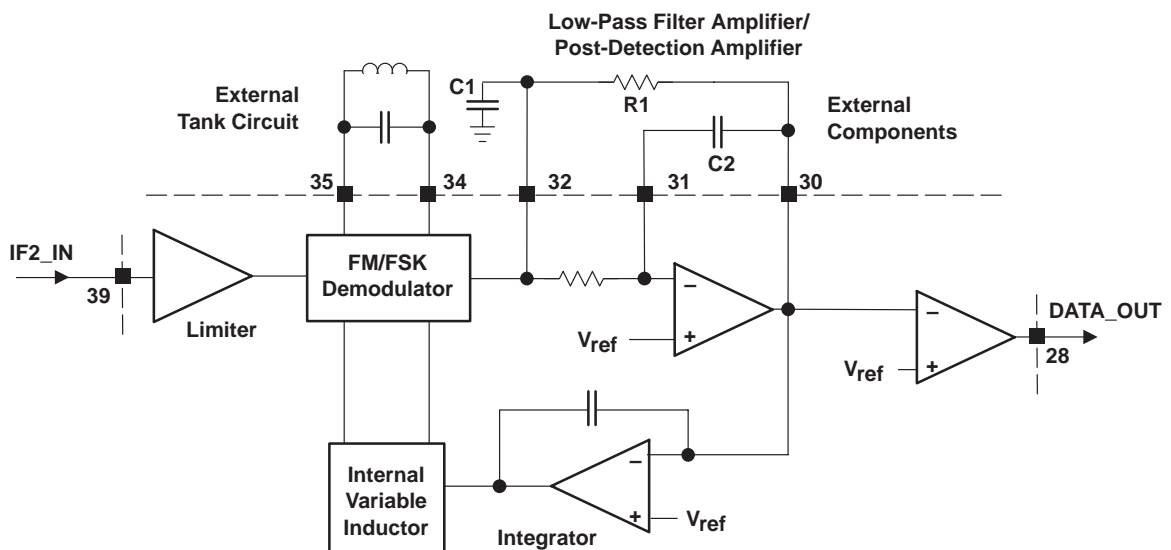 Low-Pass Filter Amplifier/
Post-Detection Amplifier
External
Tank Circuit
C1
R1
External
Components
C2
35
34
32
31
30
IF2_IN
39
Limiter
FM/FSK
Demodulator
–
+
Vref
–
+
Vref
DATA_OUT
28
Internal
Variable
Inductor
Integrator
–
+
Vref